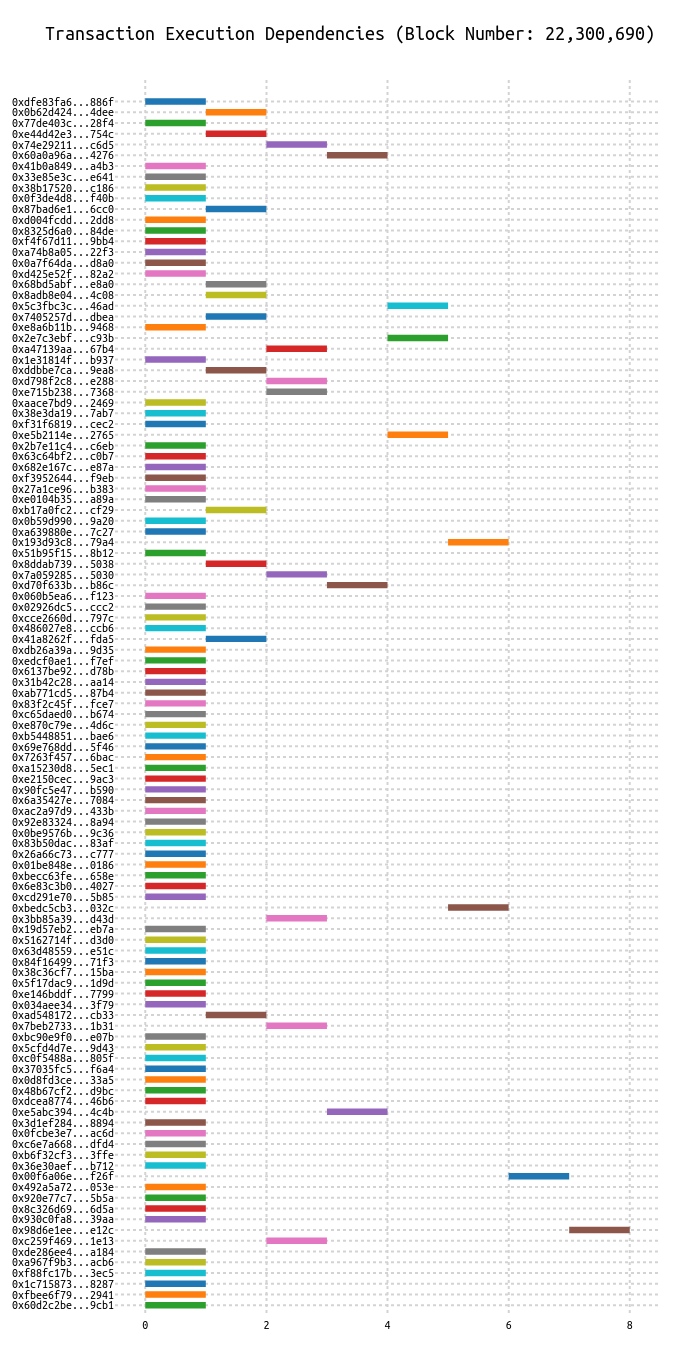 Transaction Execution Dependencies (Block Number: 22,300,690)
0xdfe83fa6...886f
0x0b62d424...4dee
0x77de403c...28f4
0xe44d42e3...754c
0x74e29211...c6d5
0x60a0a96a...4276
0x41b0a849...a4b3
0x33e85e3c...e641
0x38b17520...c186
0x0f3de4d8...f40b
0x87bad6e1...6cc0
0xd004fcdd...2dd8
0x8325d6a0...84de
0xf4f67d11...9bb4
0xa74b8a05...22f3
0x0a7f64da...d8a0
0xd425e52f...82a2
0x68bd5abf...e8a0
0x8adb8e04...4c08
0x5c3fbc3c...46ad
0x7405257d...dbea
0xe8a6b11b...9468
0x2e7c3ebf...c93b
0xa47139aa...67b4
0x1e31814f...b937
0xddbbe7ca...9ea8
0xd798f2c8...e288
0xe715b238...7368
0xaace7bd9...2469
0x38e3da19...7ab7
0xf31f6819...cec2
0xe5b2114e...2765
0x2b7e11c4...c6eb
0x63c64bf2...c0b7
0x682e167c...e87a
0xf3952644...f9eb
0x27a1ce96...b383
0xe0104b35...a89a
0xb17a0fc2...cf29
0x0b59d990...9a20
0xa639880e...7c27
0x193d93c8...79a4
0x51b95f15...8b12
0x8ddab739...5038
0x7a059285...5030
0xd70f633b...b86c
0x060b5ea6...f123
0x02926dc5...ccc2
0xcce2660d...797c
0x486027e8...ccb6
0x41a8262f...fda5
0xdb26a39a...9d35
0xedcf0ae1...f7ef
0x6137be92...d78b
0x31b42c28...aa14
0xab771cd5...87b4
0x83f2c45f...fce7
0xc65daed0...b674
0xe870c79e...4d6c
0xb5448851...bae6
0x69e768dd...5f46
0x7263f457...6bac
0xa15230d8...5ec1
0xe2150cec...9ac3
0x90fc5e47...b590
0x6a35427e...7084
0xac2a97d9...433b
0x92e83324...8a94
0x0be9576b...9c36
0x83b50dac...83af
0x26a66c73...c777
0x01be848e...0186
0xbecc63fe...658e
0x6e83c3b0...4027
0xcd291e70...5b85
0xbedc5cb3...032c
0x3bb85a39...d43d
0x19d57eb2...eb7a
0x5162714f...d3d0
0x63d48559...e51c
0x84f16499...71f3
0x38c36cf7...15ba
0x5f17dac9...1d9d
0xe146bddf...7799
0x034aee34...3f79
0xad548172...cb33
0x7beb2733...1b31
0xbc90e9f0...e07b
0x5cfd4d7e...9d43
0xc0f5488a...805f
0x37035fc5...f6a4
0x0d8fd3ce...33a5
0x48b67cf2...d9bc
0xdcea8774...46b6
0xe5abc394...4c4b
0x3d1ef284...8894
0x0fcbe3e7...ac6d
0xc6e7a668...dfd4
0xb6f32cf3...3ffe
0x36e30aef...b712
0x00f6a06e...f26f
0x492a5a72...053e
0x920e77c7...5b5a
0x8c326d69...6d5a
0x930c0fa8...39aa
0x98d6e1ee...e12c
0xc259f469...1e13
0xde286ee4...a184
0xa967f9b3...acb6
0xf88fc17b...3ec5
0x1c715873...8287
0xfbee6f79...2941
0x60d2c2be...9cb1
0 2 4 6 8